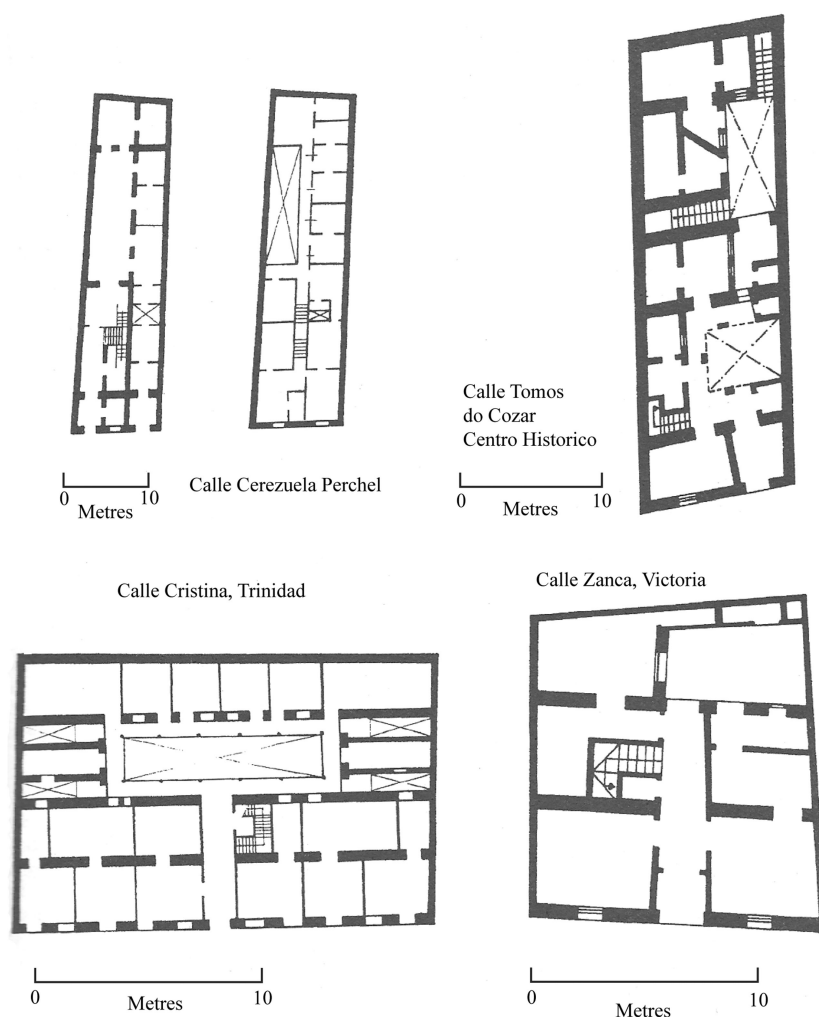 Calle Tomos
do Cozar
Centro Historico
0 10
Metres
Calle Cerezuela Perchel
0 10
Metres
Calle Cristina, Trinidad
Calle Zanca, Victoria
0 10
Metres
0 10
Metres